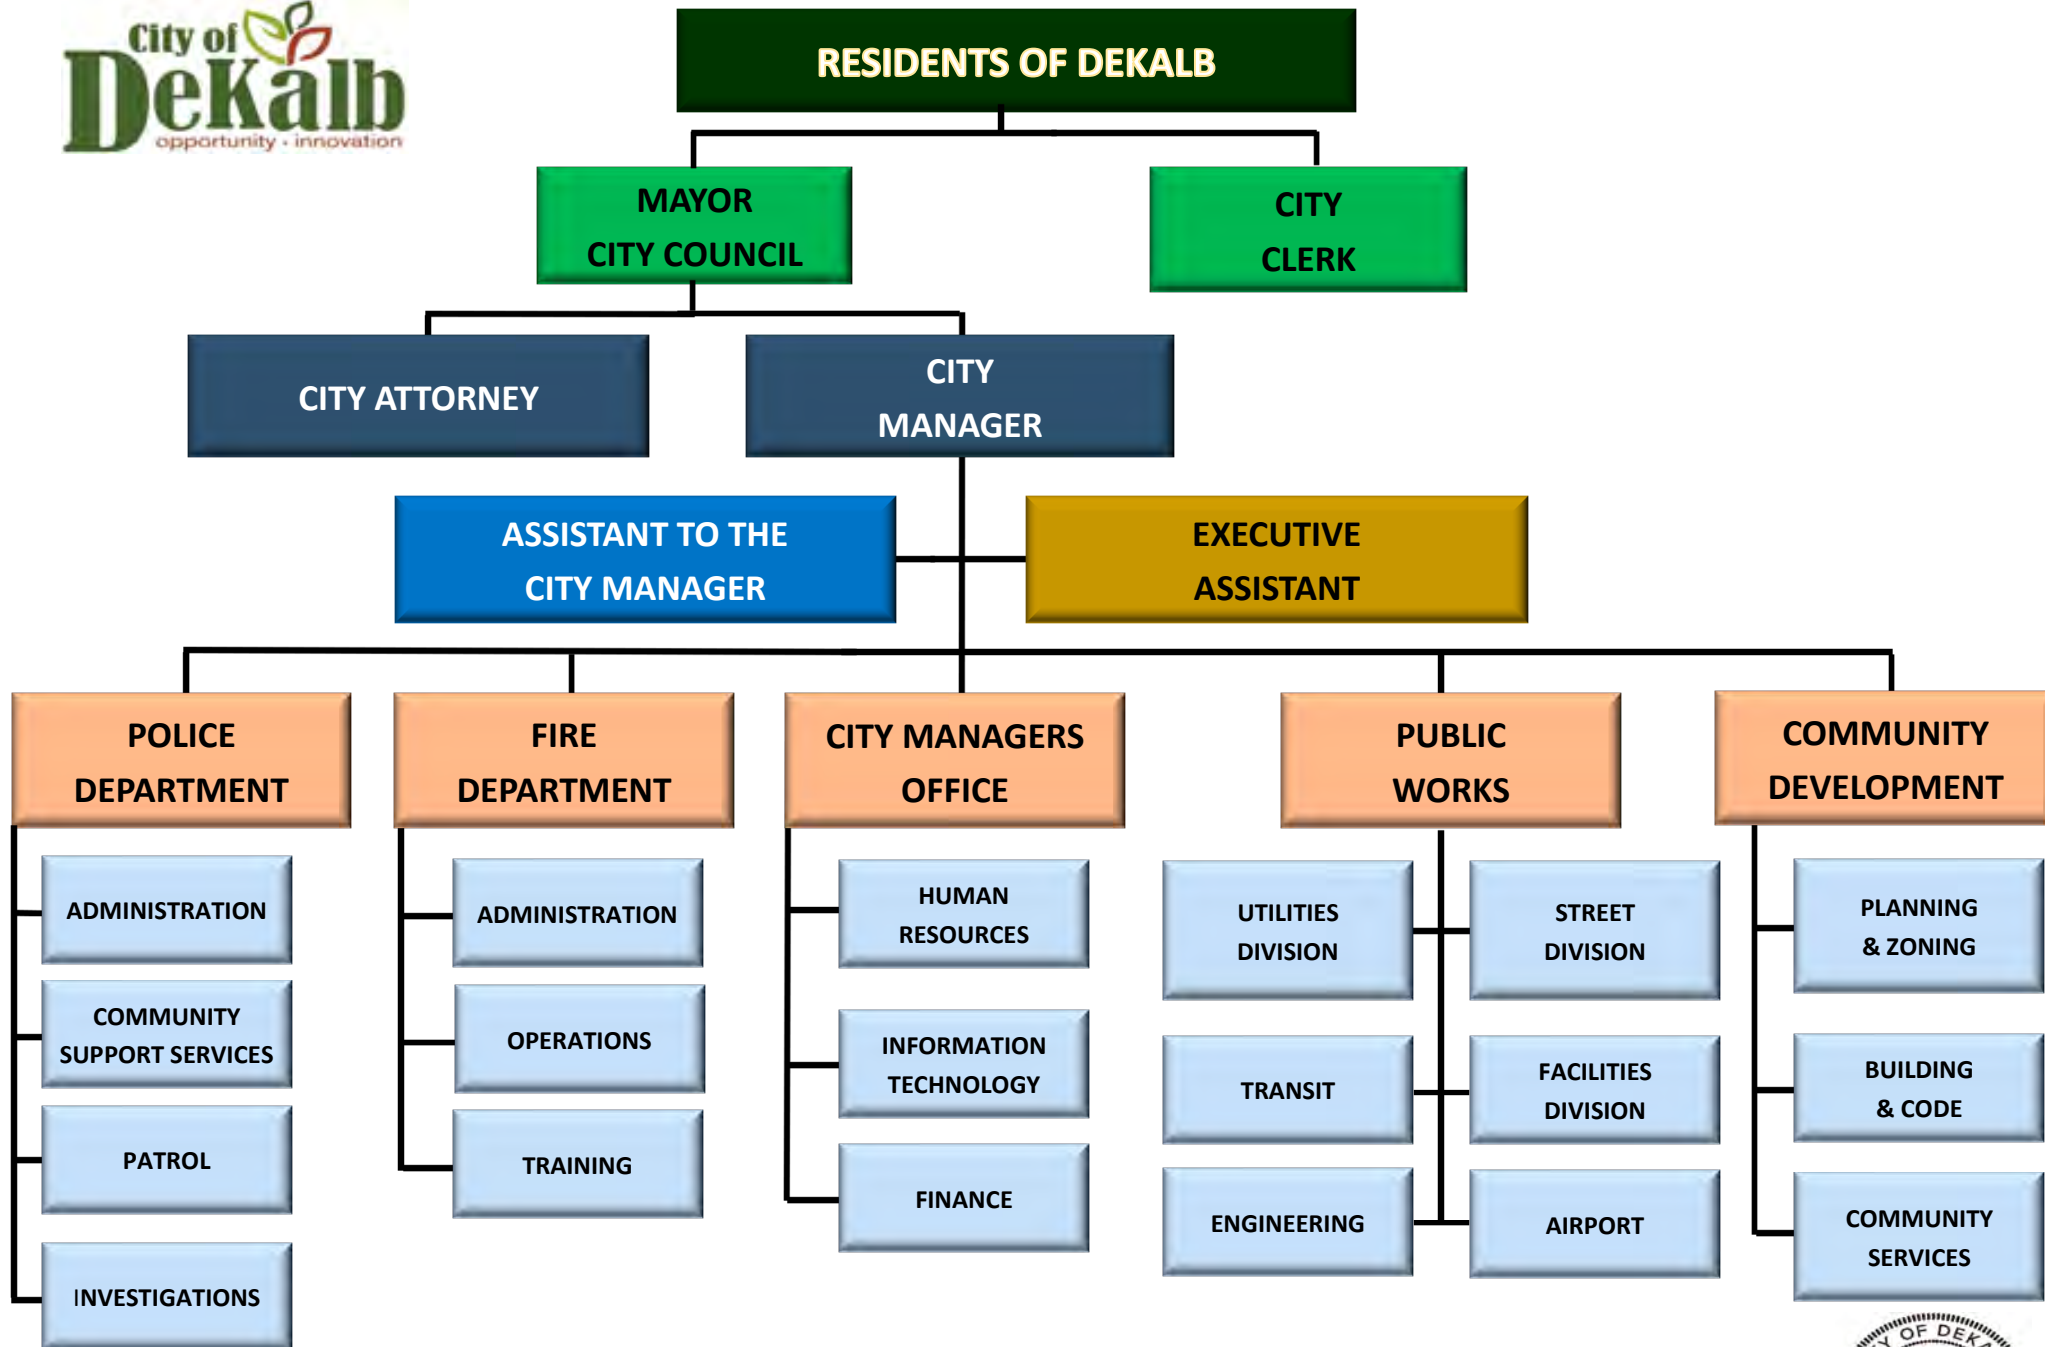 City of
DeKalb
opportunity - innovation
RESIDENTS OF DEKALB
MAYOR
CITY COUNCIL
CITY
CLERK
CITY ATTORNEY
CITY
MANAGER
ASSISTANT TO THE
CITY MANAGER
EXECUTIVE
ASSISTANT
POLICE
DEPARTMENT
FIRE
DEPARTMENT
CITY MANAGERS
OFFICE
PUBLIC
WORKS
COMMUNITY
DEVELOPMENT
ADMINISTRATION
COMMUNITY
SUPPORT SERVICES
PATROL
INVESTIGATIONS
ADMINISTRATION
OPERATIONS
TRAINING
HUMAN
RESOURCES
INFORMATION
TECHNOLOGY
FINANCE
UTILITIES
DIVISION
STREET
DIVISION
TRANSIT
FACILITIES
DIVISION
ENGINEERING
AIRPORT
PLANNING
& ZONING
BUILDING
& CODE
COMMUNITY
SERVICES
OF